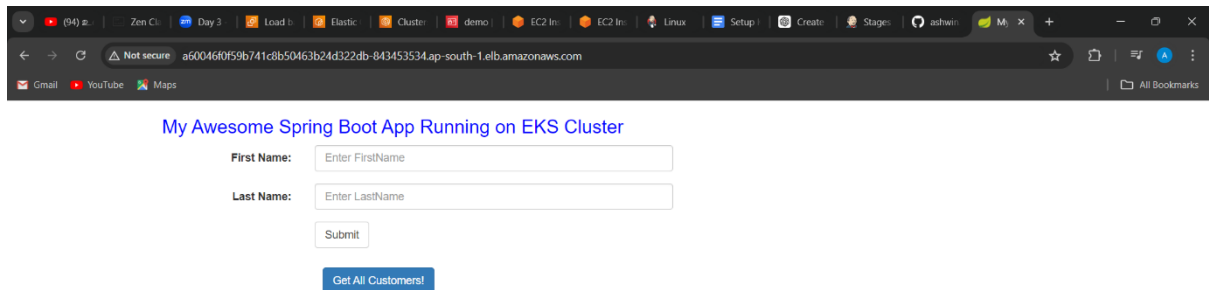 (94) Zen Cla Day 3 - Load b Elastic Cluster demo | EC2 Ins EC2 Ins Linux Setup Create Stages ashwin My
Not secure a60046f0f59b741c8b50463b24d322db-843453534.ap-south-1.elb.amazonaws.com A
Gmail YouTube Maps All Bookmarks
My Awesome Spring Boot App Running on EKS Cluster
First Name: Enter FirstName
Last Name: Enter LastName
Submit
Get All Customers!